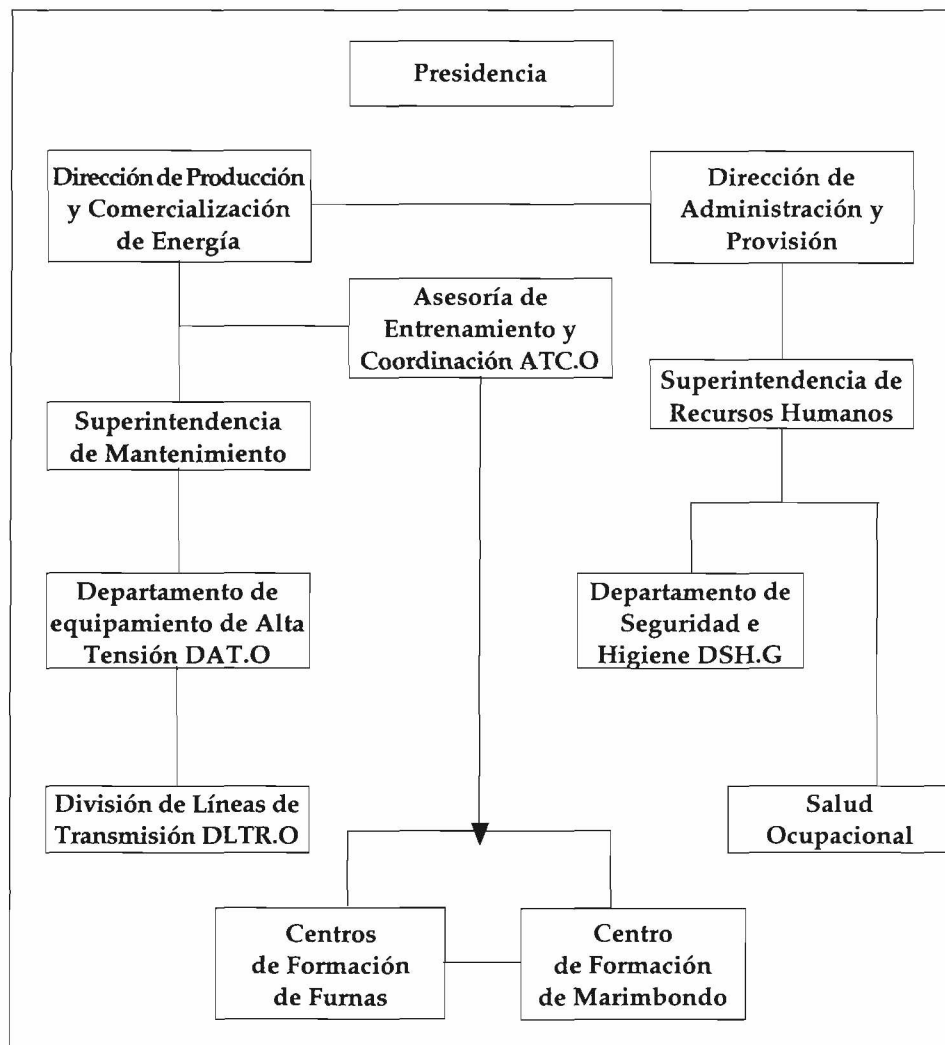 Presidencia
Dirección de Producción
y Comercialización
de Energía
Dirección de
Administración y
Provisión
Asesoría de
Entrenamiento y
Coordinación ATC.O
Superintendencia
de Mantenimiento
Superintendencia de
Recursos Humanos
Departamento de
equipamiento de Alta
Tensión DAT.O
Departamento de
Seguridad e
Higiene DSH.G
División de Líneas de
Transmisión DLTR.O
Salud
Ocupacional
Centros
de Formación
de Furnas
Centro
de Formación
de Marimbondo